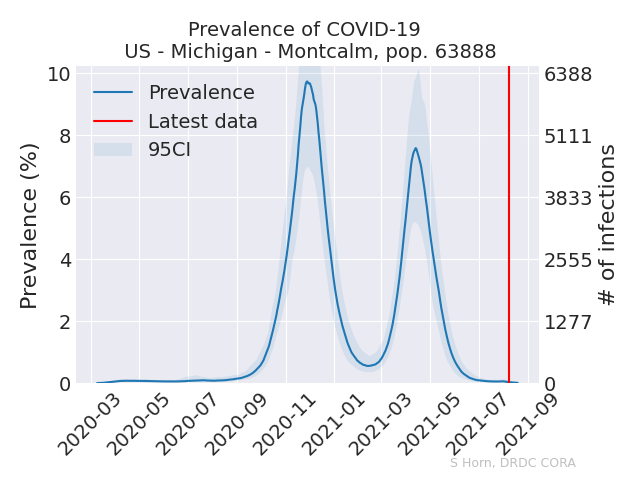 Prevalence of COVID-19
US - Michigan - Montcalm, pop. 63888
Prevalence (%)
10
8
6
4
2
0
Prevalence
Latest data
95CI
6388
5111
3833
2555
1277
0
# of infections
2020-03
2020-05
2020-07
2020-09
2020-11
2021-01
2021-03
2021-05
2021-07
2021-09
S Horn, DRDC CORA